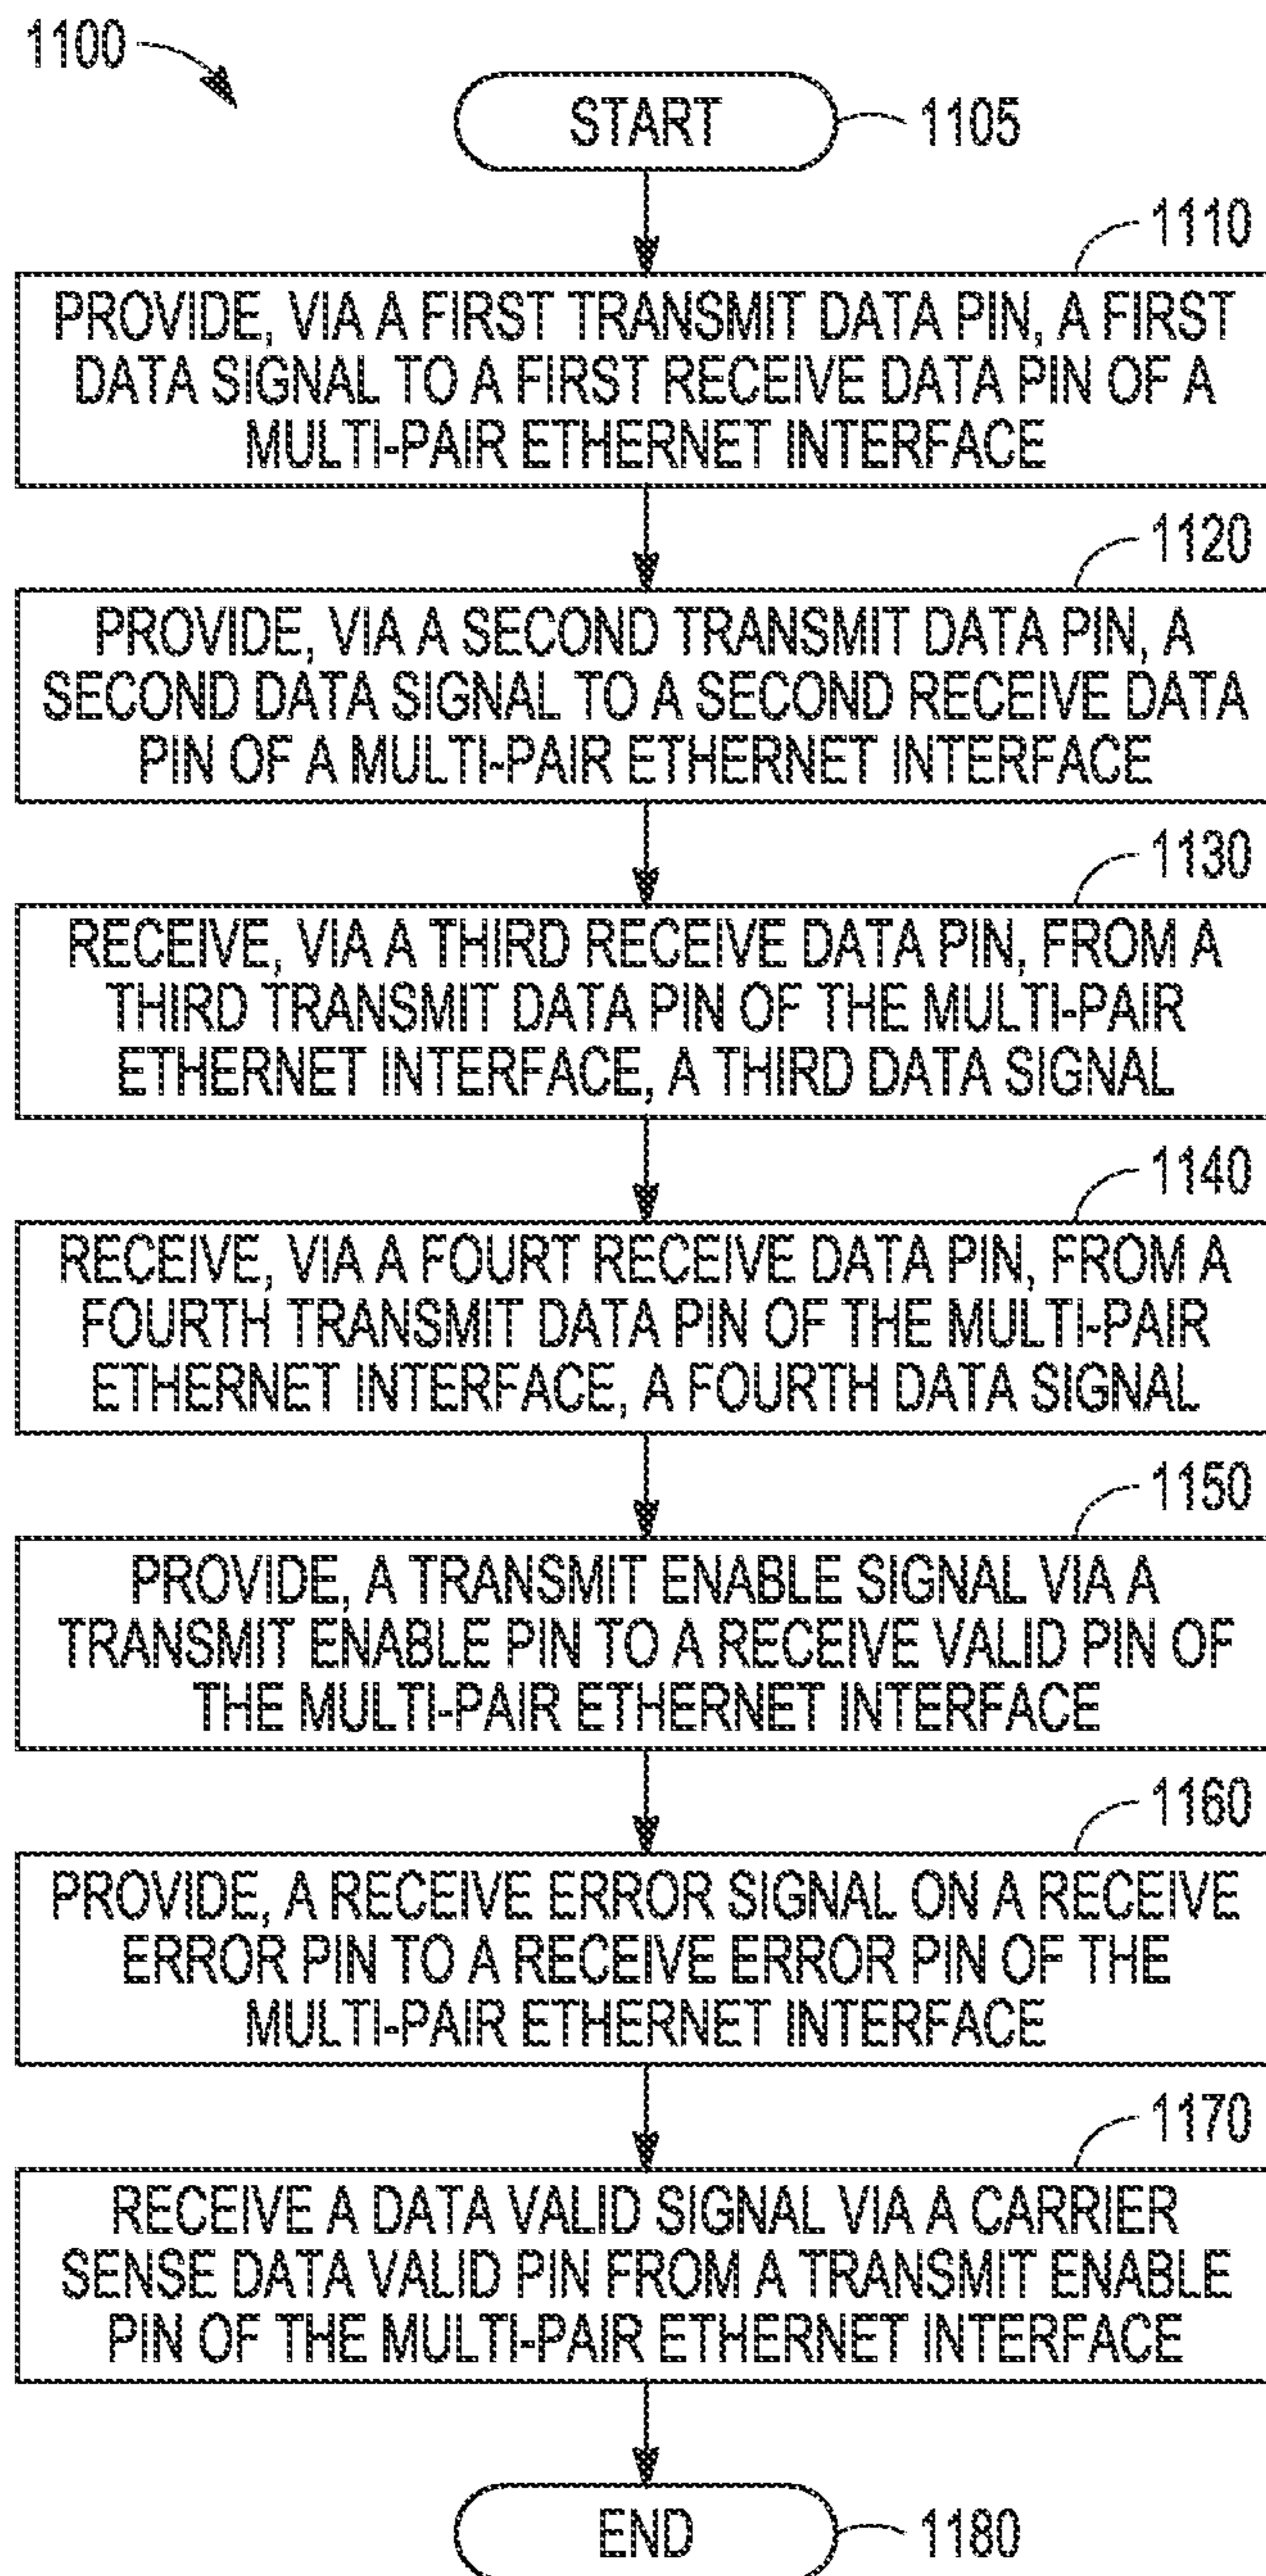 1100
START
1105
1110
PROVIDE, VIA A FIRST TRANSMIT DATA PIN, A FIRST
DATA SIGNAL TO A FIRST RECEIVE DATA PIN OF A
MULTI-PAIR ETHERNET INTERFACE
1120
PROVIDE, VIA A SECOND TRANSMIT DATA PIN, A
SECOND DATA SIGNAL TO A SECOND RECEIVE DATA
PIN OF A MULTI-PAIR ETHERNET INTERFACE
1130
RECEIVE, VIA A THIRD RECEIVE DATA PIN, FROM A
THIRD TRANSMIT DATA PIN OF THE MULTI-PAIR
ETHERNET INTERFACE, A THIRD DATA SIGNAL
1140
RECEIVE, VIA A FOURT RECEIVE DATA PIN, FROM A
FOURTH TRANSMIT DATA PIN OF THE MULTI-PAIR
ETHERNET INTERFACE, A FOURTH DATA SIGNAL
1150
PROVIDE, A TRANSMIT ENABLE SIGNAL VIA A
TRANSMIT ENABLE PIN TO A RECEIVE VALID PIN OF
THE MULTI-PAIR ETHERNET INTERFACE
1160
PROVIDE, A RECEIVE ERROR SIGNAL ON A RECEIVE
ERROR PIN TO A RECEIVE ERROR PIN OF THE
MULTI-PAIR ETHERNET INTERFACE
1170
RECEIVE A DATA VALID SIGNAL VIA A CARRIER
SENSE DATA VALID PIN FROM A TRANSMIT ENABLE
PIN OF THE MULTI-PAIR ETHERNET INTERFACE
END
1180